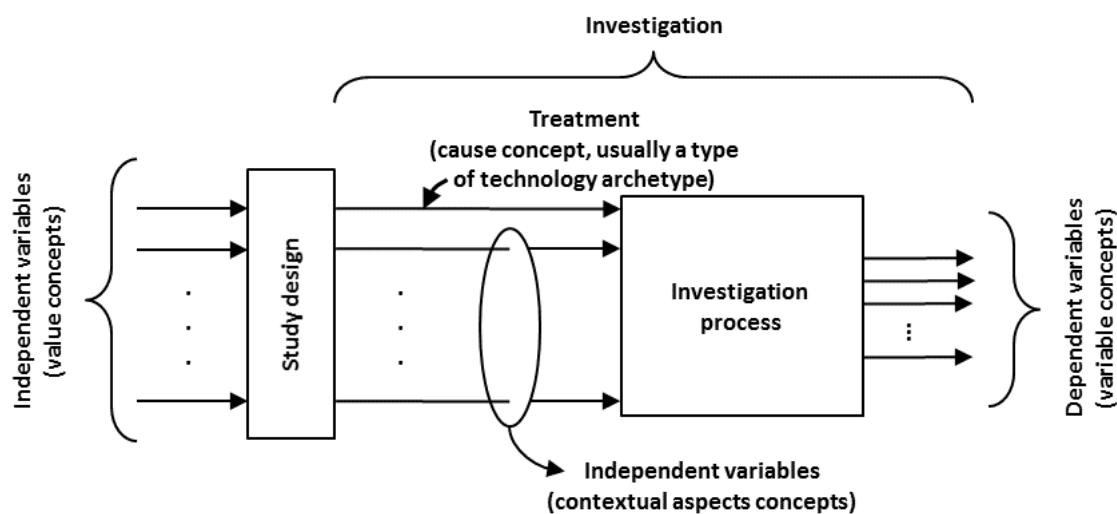 Investigation
Treatment
(cause concept, usually a type
of technology archetype)
Independent variables
(value concepts)
Study design
Investigation
process
Dependent variables
(variable concepts)
Independent variables
(contextual aspects concepts)